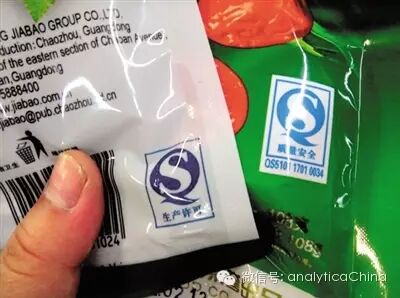 G JIABAO GROUP CO.,LTD.
duction: Chaozhou, Guangdong
of the eastern section of Chaoan Avenue,
an, Guangdong
5888400
w.jiabao.com
jiabao@pub.chaozhou.gd.cn
1024
生产许可
质量安全
QS5101 1701 0034
108g
微信号: analyticaChina